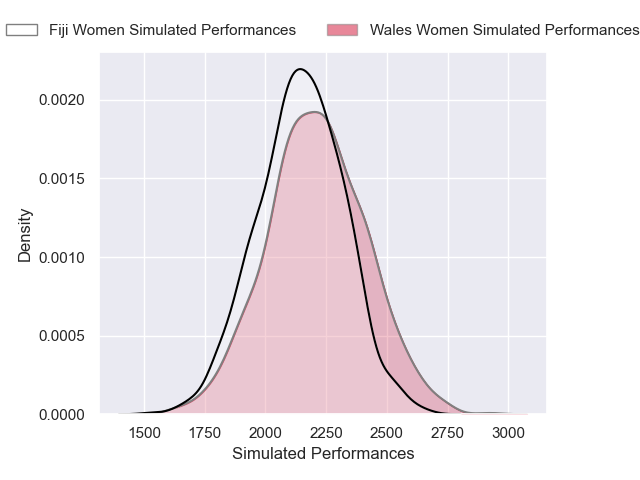 Fiji Women Simulated Performances Wales Women Simulated Performances
0.0020
0.0015
0.0010
0.0005
0.0000
Density
1500 1750 2000 2250 2500 2750 3000
Simulated Performances